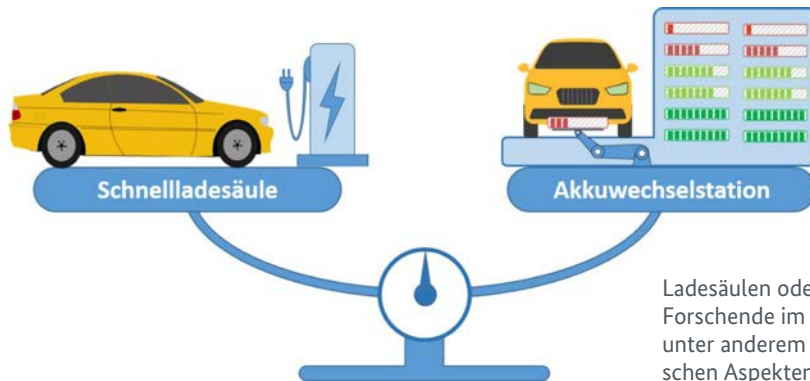 Schnellladesäule
Akkuwechselstation
Ladesäulen ode
Forschende im
unter anderem
schen Aspekten